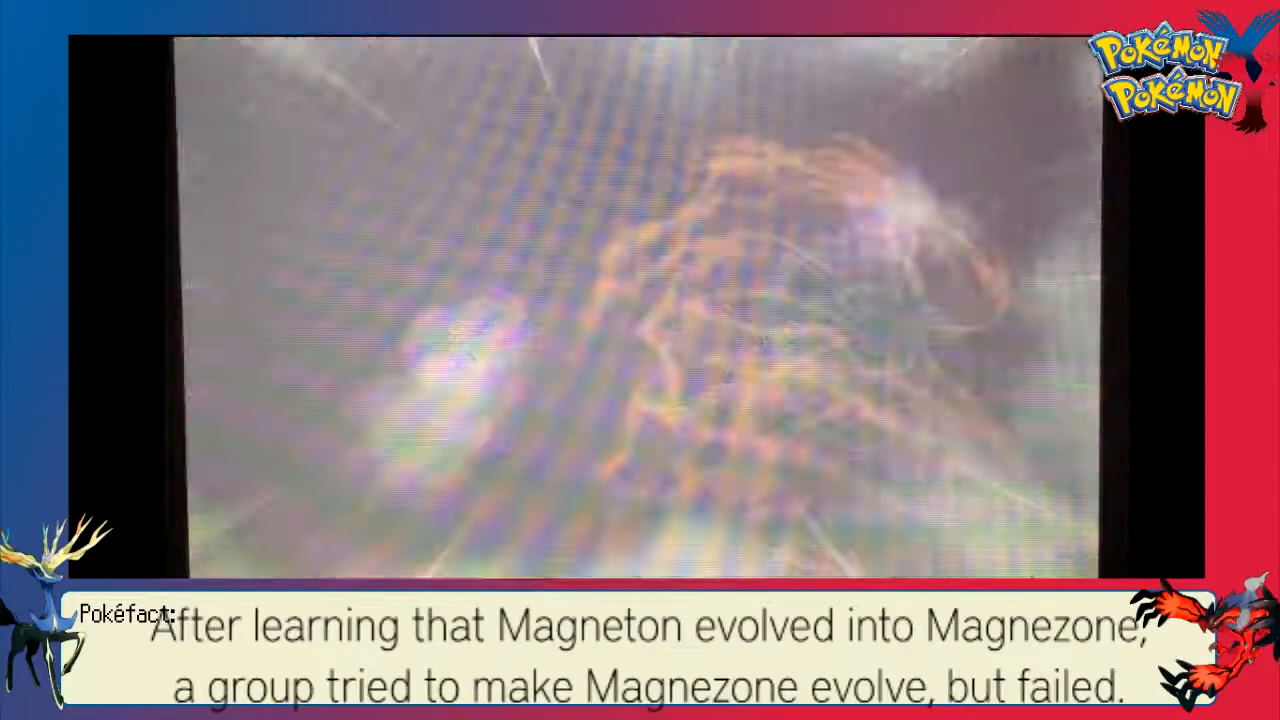 POKéMON
POKéMON
Pokéfact:
After learning that Magneton evolved into Magnezone,
a group tried to make Magnezone evolve, but failed.